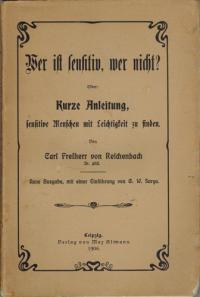 Wer ist sensitiv, wer nicht?
Oder:
Kurze Anleitung,
sensitive Menschen mit Leichtigkeit zu finden.
Von
Carl Freiherr von Reichenbach
Dr. phil.
Neue Ausgabe, mit einer Einführung von G. W. Surya.
Leipzig.
Verlag von Max Altmann.